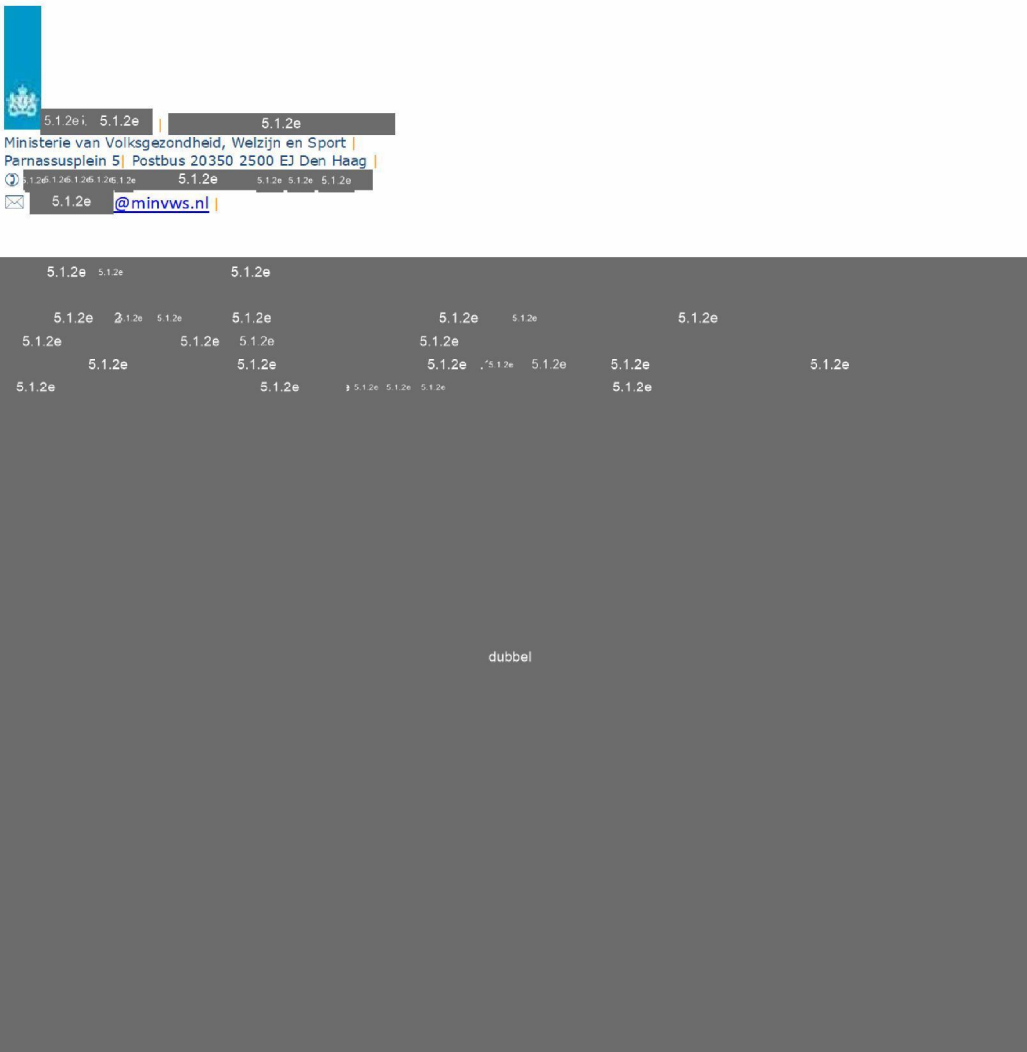 5.1.2e i. 5.1.2e | 5.1.2e
Ministerie van Volksgezondheid, Welzijn en Sport |
Parnassusplein 5| Postbus 20350 2500 EJ Den Haag |
5.1.2e 5.1.2e 5.1.2e 5.1.2e 5.1.2e 5.1.2e 5.1.2e 5.1.2e
5.1.2e @minvws.nl |
5.1.2e 5.1.2e 5.1.2e
5.1.2e 5.1.2e 5.1.2e 5.1.2e 5.1.2e 5.1.2e 5.1.2e
5.1.2e 5.1.2e 5.1.2e 5.1.2e
5.1.2e 5.1.2e 5.1.2e 5.1.2e 5.1.2e 5.1.2e 5.1.2e
5.1.2e 5.1.2e 5.1.2e 5.1.2e 5.1.2e 5.1.2e
dubbel